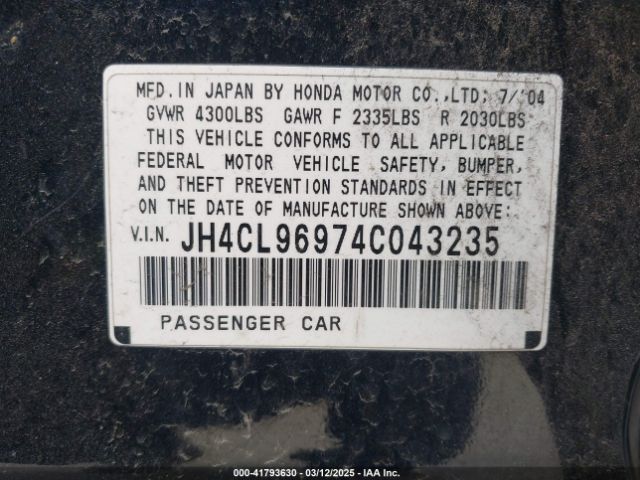 MFD. IN JAPAN BY HONDA MOTOR CO.,LTD; 7/'04
GVWR 4300LBS GAWR F 2335LBS R 2030LBS
THIS VEHICLE CONFORMS TO ALL APPLICABLE
FEDERAL MOTOR VEHICLE SAFETY, BUMPER,
AND THEFT PREVENTION STANDARDS IN EFFECT
ON THE DATE OF MANUFACTURE SHOWN ABOVE:
V.I.N. JH4CL96974C043235
PASSENGER CAR
000-41793630 - 03/12/2025 - IAA Inc.